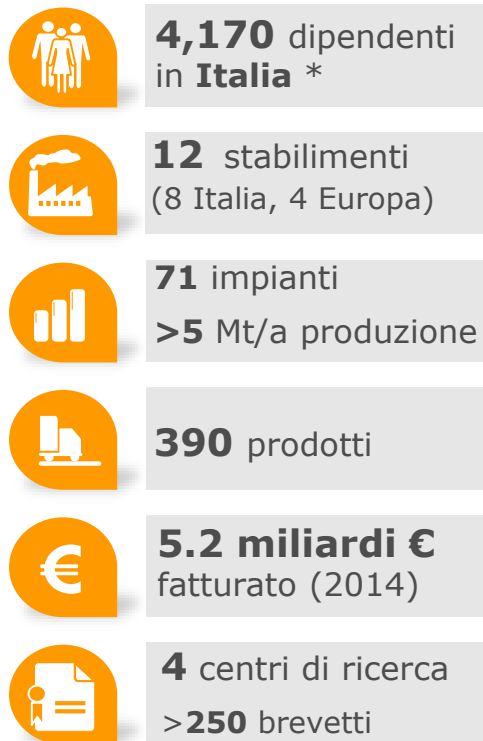 4,170 dipendenti
in Italia *
12 stabilimenti
(8 Italia, 4 Europa)
71 impianti
>5 Mt/a produzione
390 prodotti
€
5.2 miliardi €
fatturato (2014)
4 centri di ricerca
>250 brevetti